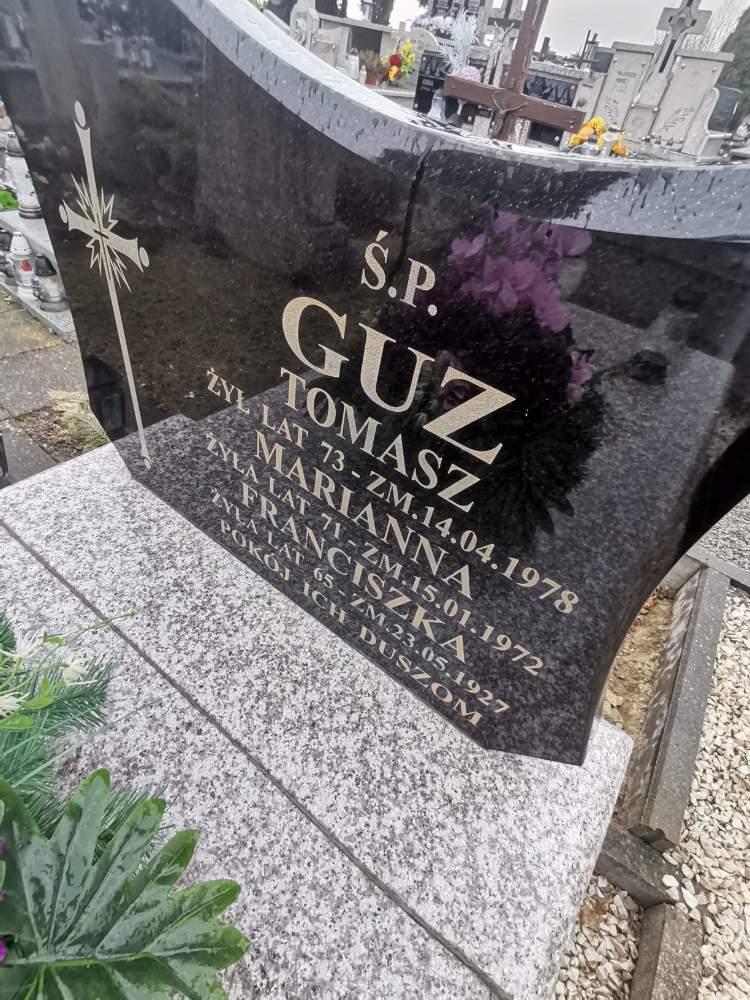 Ś.P.
GUZ
TOMASZ
ŻYŁ LAT 73 - ZM.14.04.1978
MARIANNA
ŻYŁA LAT 71 - ZM.15.01.1972
FRANCISZKA
ŻYŁA LAT 65 - ZM.23.05.1927
POKÓJ ICH DUSZOM